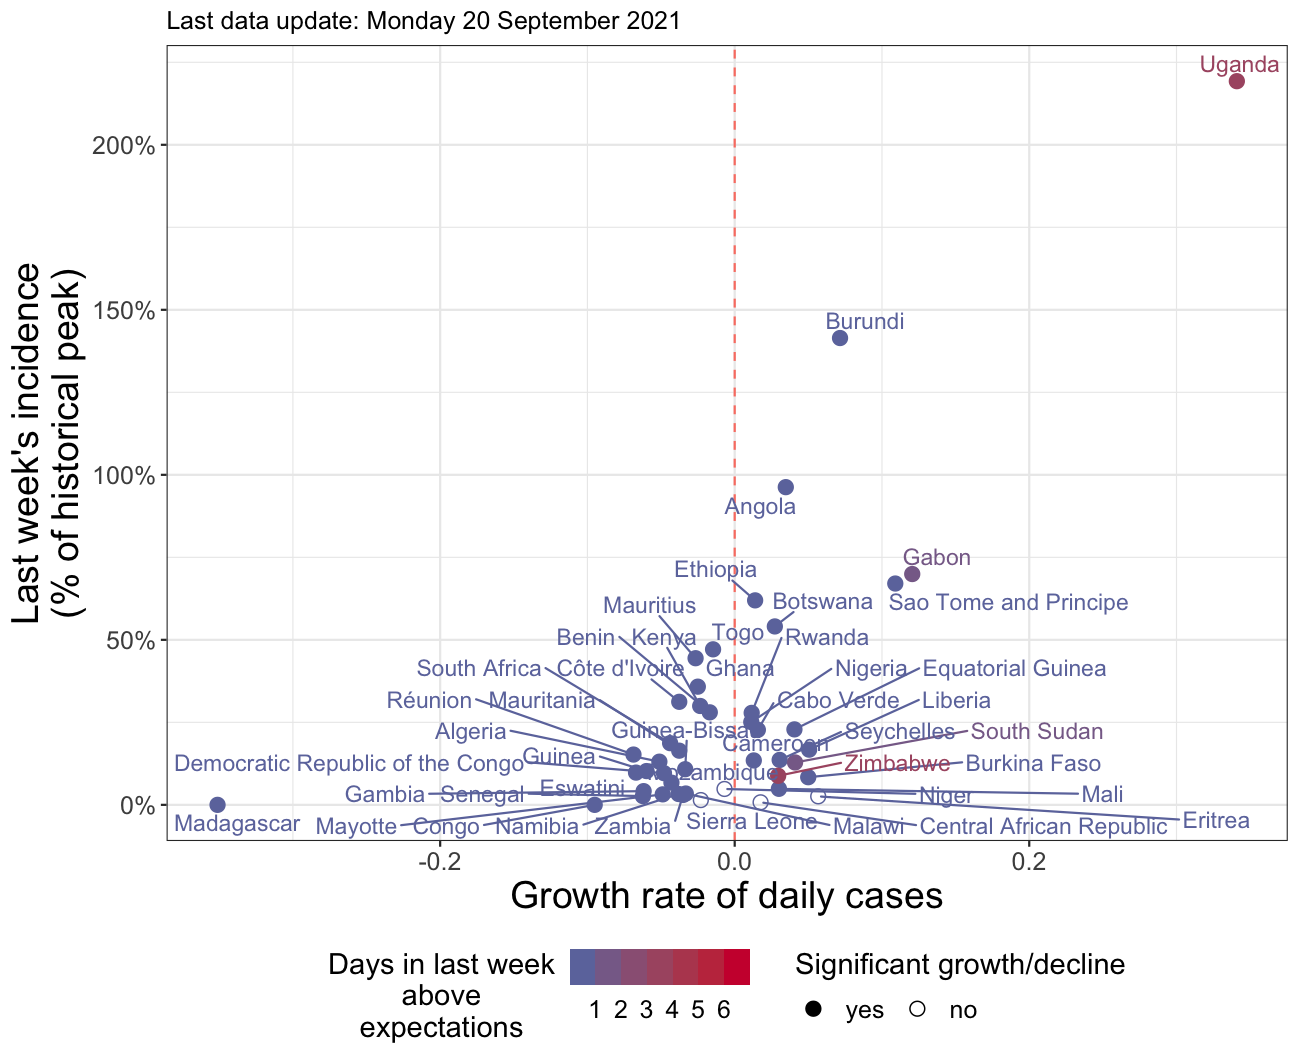 Last data update: Monday 20 September 2021
Last week's incidence
(% of historical peak)
200%
150%
100%
50%
0%
Uganda
Burundi
Angola
Gabon
Ethiopia
Sao Tome and Principe
Mauritius
Botswana
Benin
Kenya
Togo
Rwanda
South Africa
Côte d'Ivoire
Ghana
Nigeria
Equatorial Guinea
Réunion
Mauritania
Cabo Verde
Liberia
Algeria
Guinea-Bissau
Seychelles
South Sudan
Cameroon
Democratic Republic of the Congo
Guinea
Mozambique
Zimbabwe
Burkina Faso
Gambia
Senegal
Eswatini
Niger
Mali
Madagascar
Mayotte
Congo
Namibia
Zambia
Sierra Leone
Malawi
Central African Republic
Eritrea
-0.2
0.0
0.2
Growth rate of daily cases
Days in last week
above
expectations
1 2 3 4 5 6
Significant growth/decline
yes
no